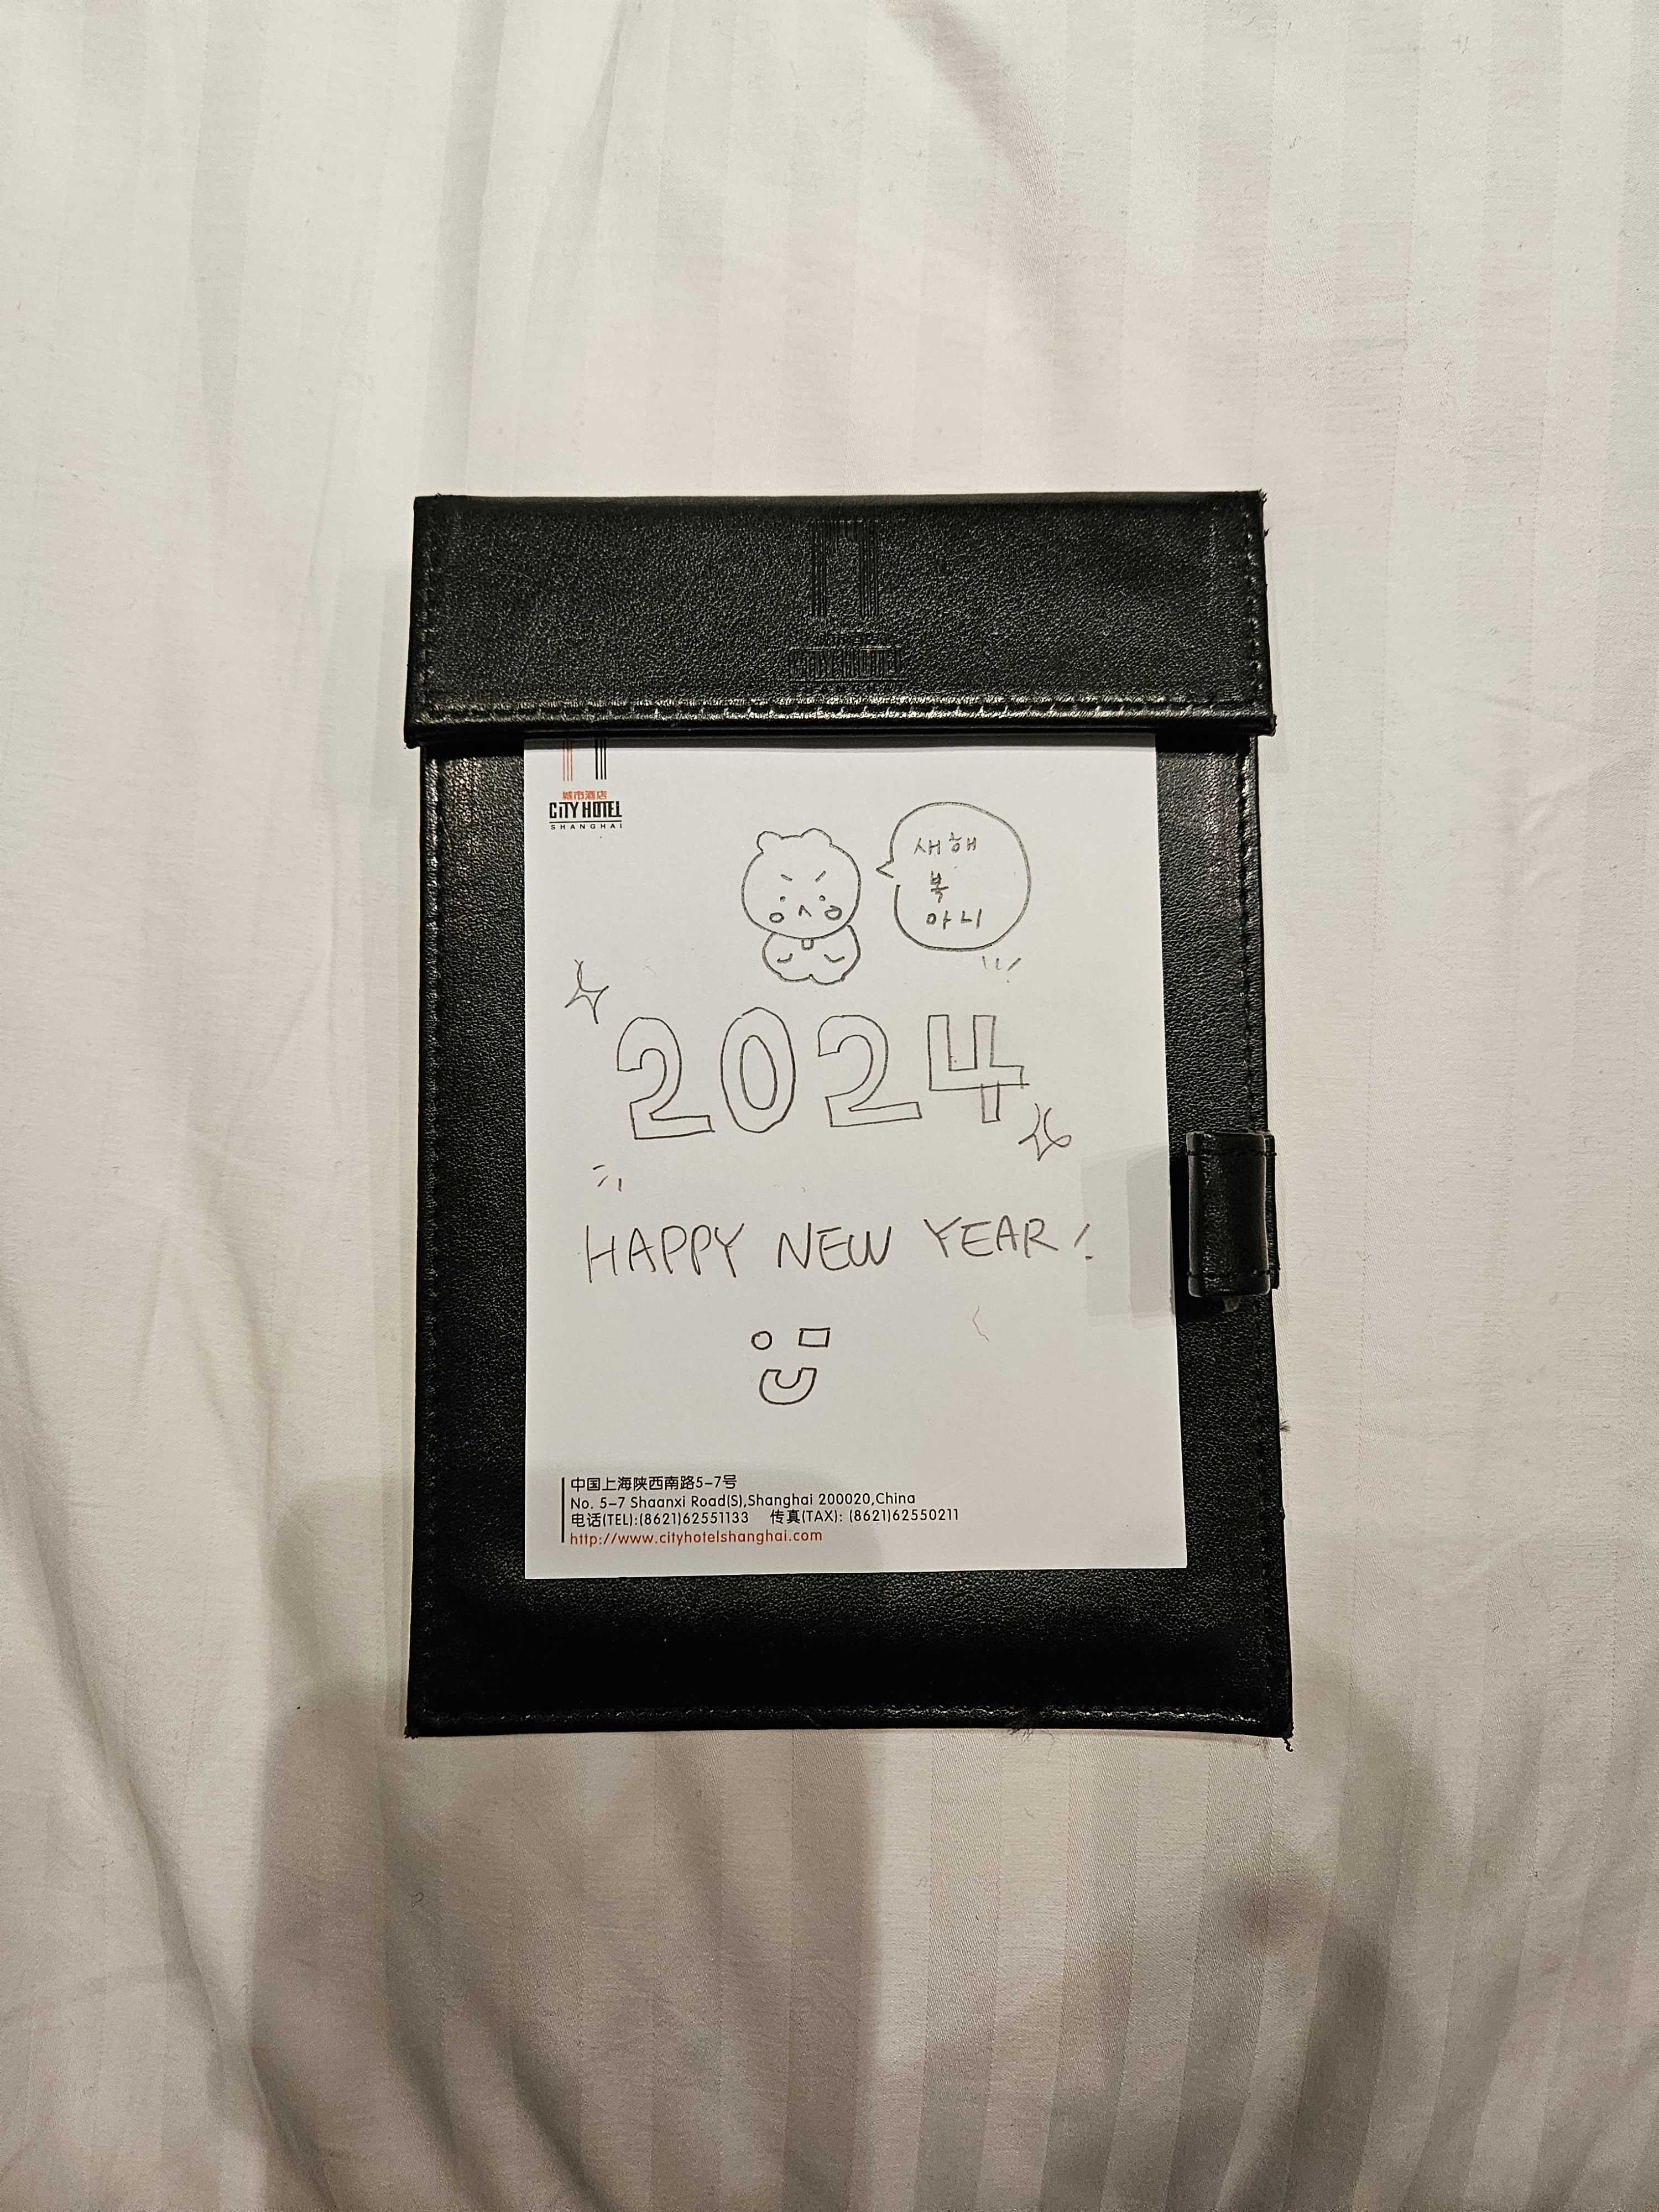 CITY HOTEL
城市酒店
CITY HOTEL
SHANGHAI
새해
복
아니
2024
HAPPY NEW YEAR!
中国上海陕西南路5-7号
No. 5-7 Shaanxi Road(S),Shanghai 200020,China
电话(TEL):(8621)62551133 传真(TAX): (8621)62550211
http://www.cityhotelshanghai.com